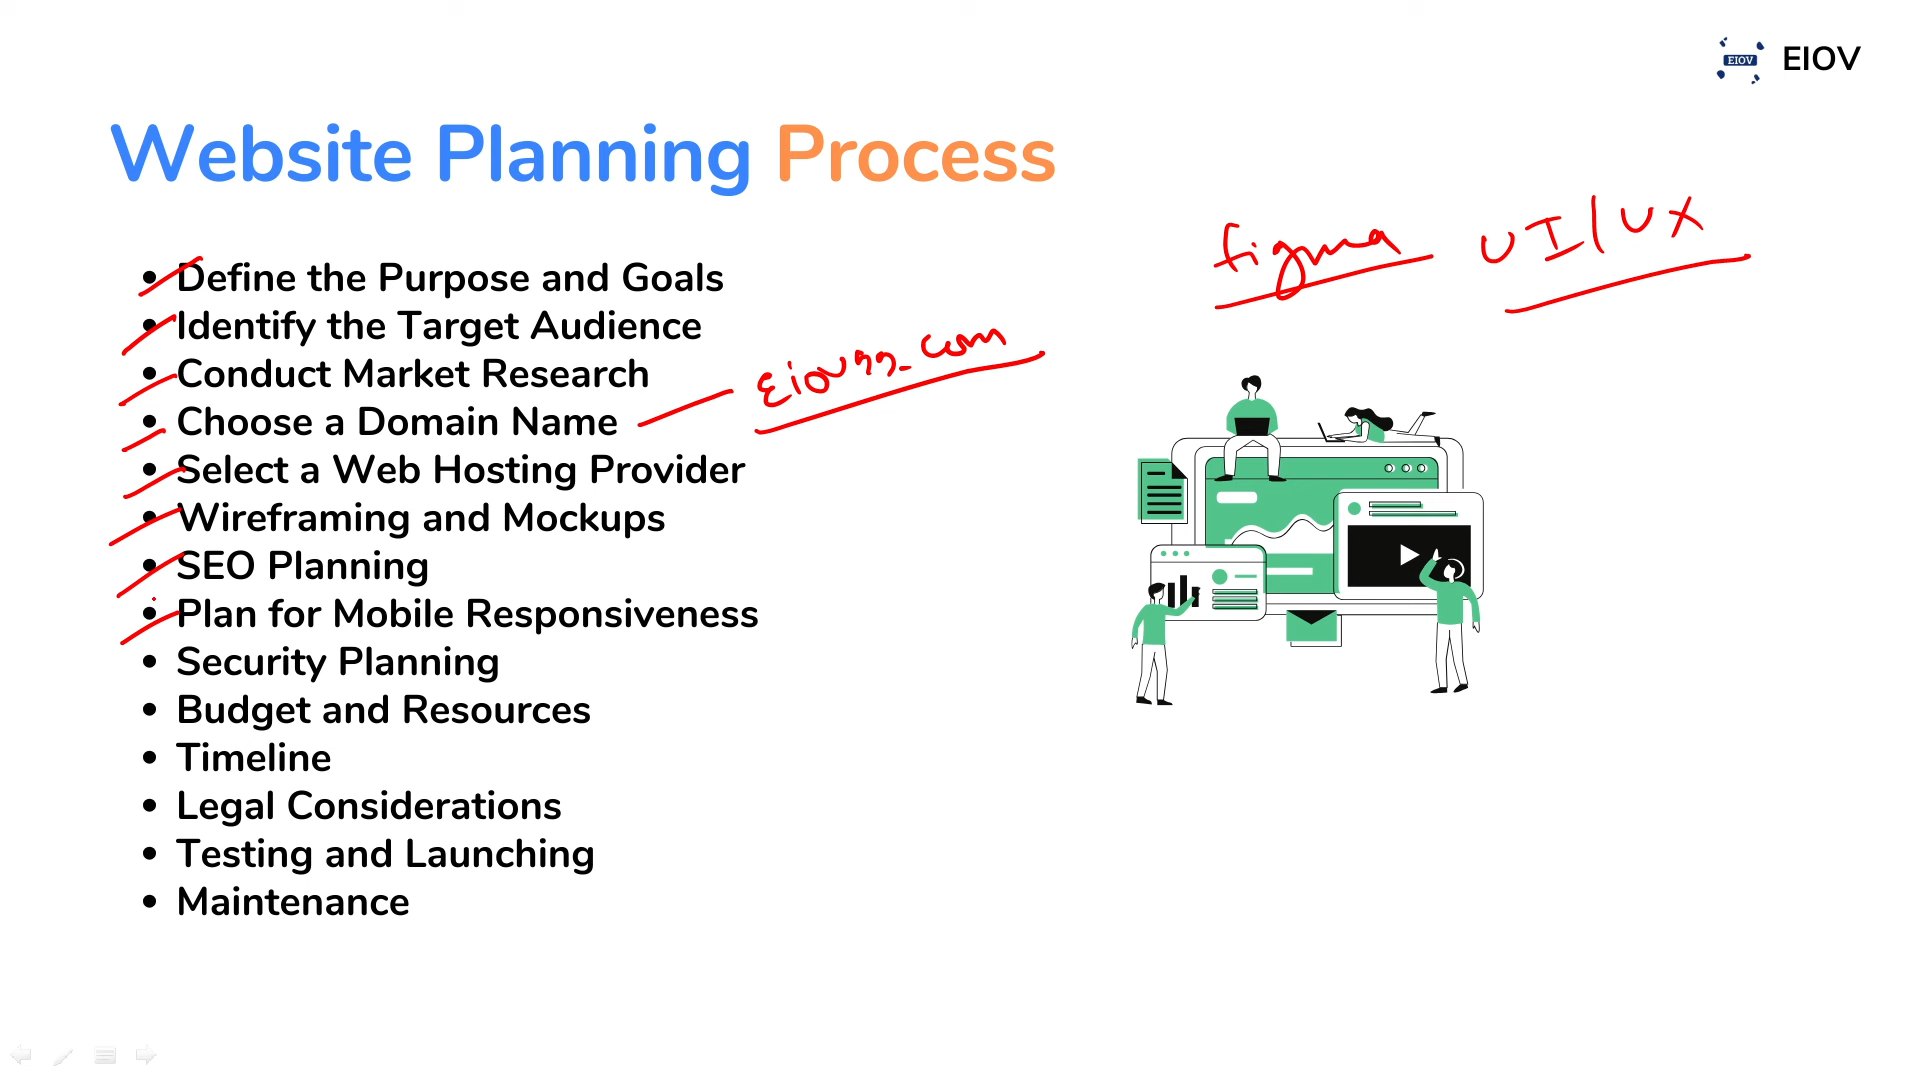 EIOV EIOV
Website Planning Process
figma UI/UX
• Define the Purpose and Goals
• Identify the Target Audience
• Conduct Market Research
• Choose a Domain Name
• Select a Web Hosting Provider
• Wireframing and Mockups
• SEO Planning
• Plan for Mobile Responsiveness
• Security Planning
• Budget and Resources
• Timeline
• Legal Considerations
• Testing and Launching
• Maintenance